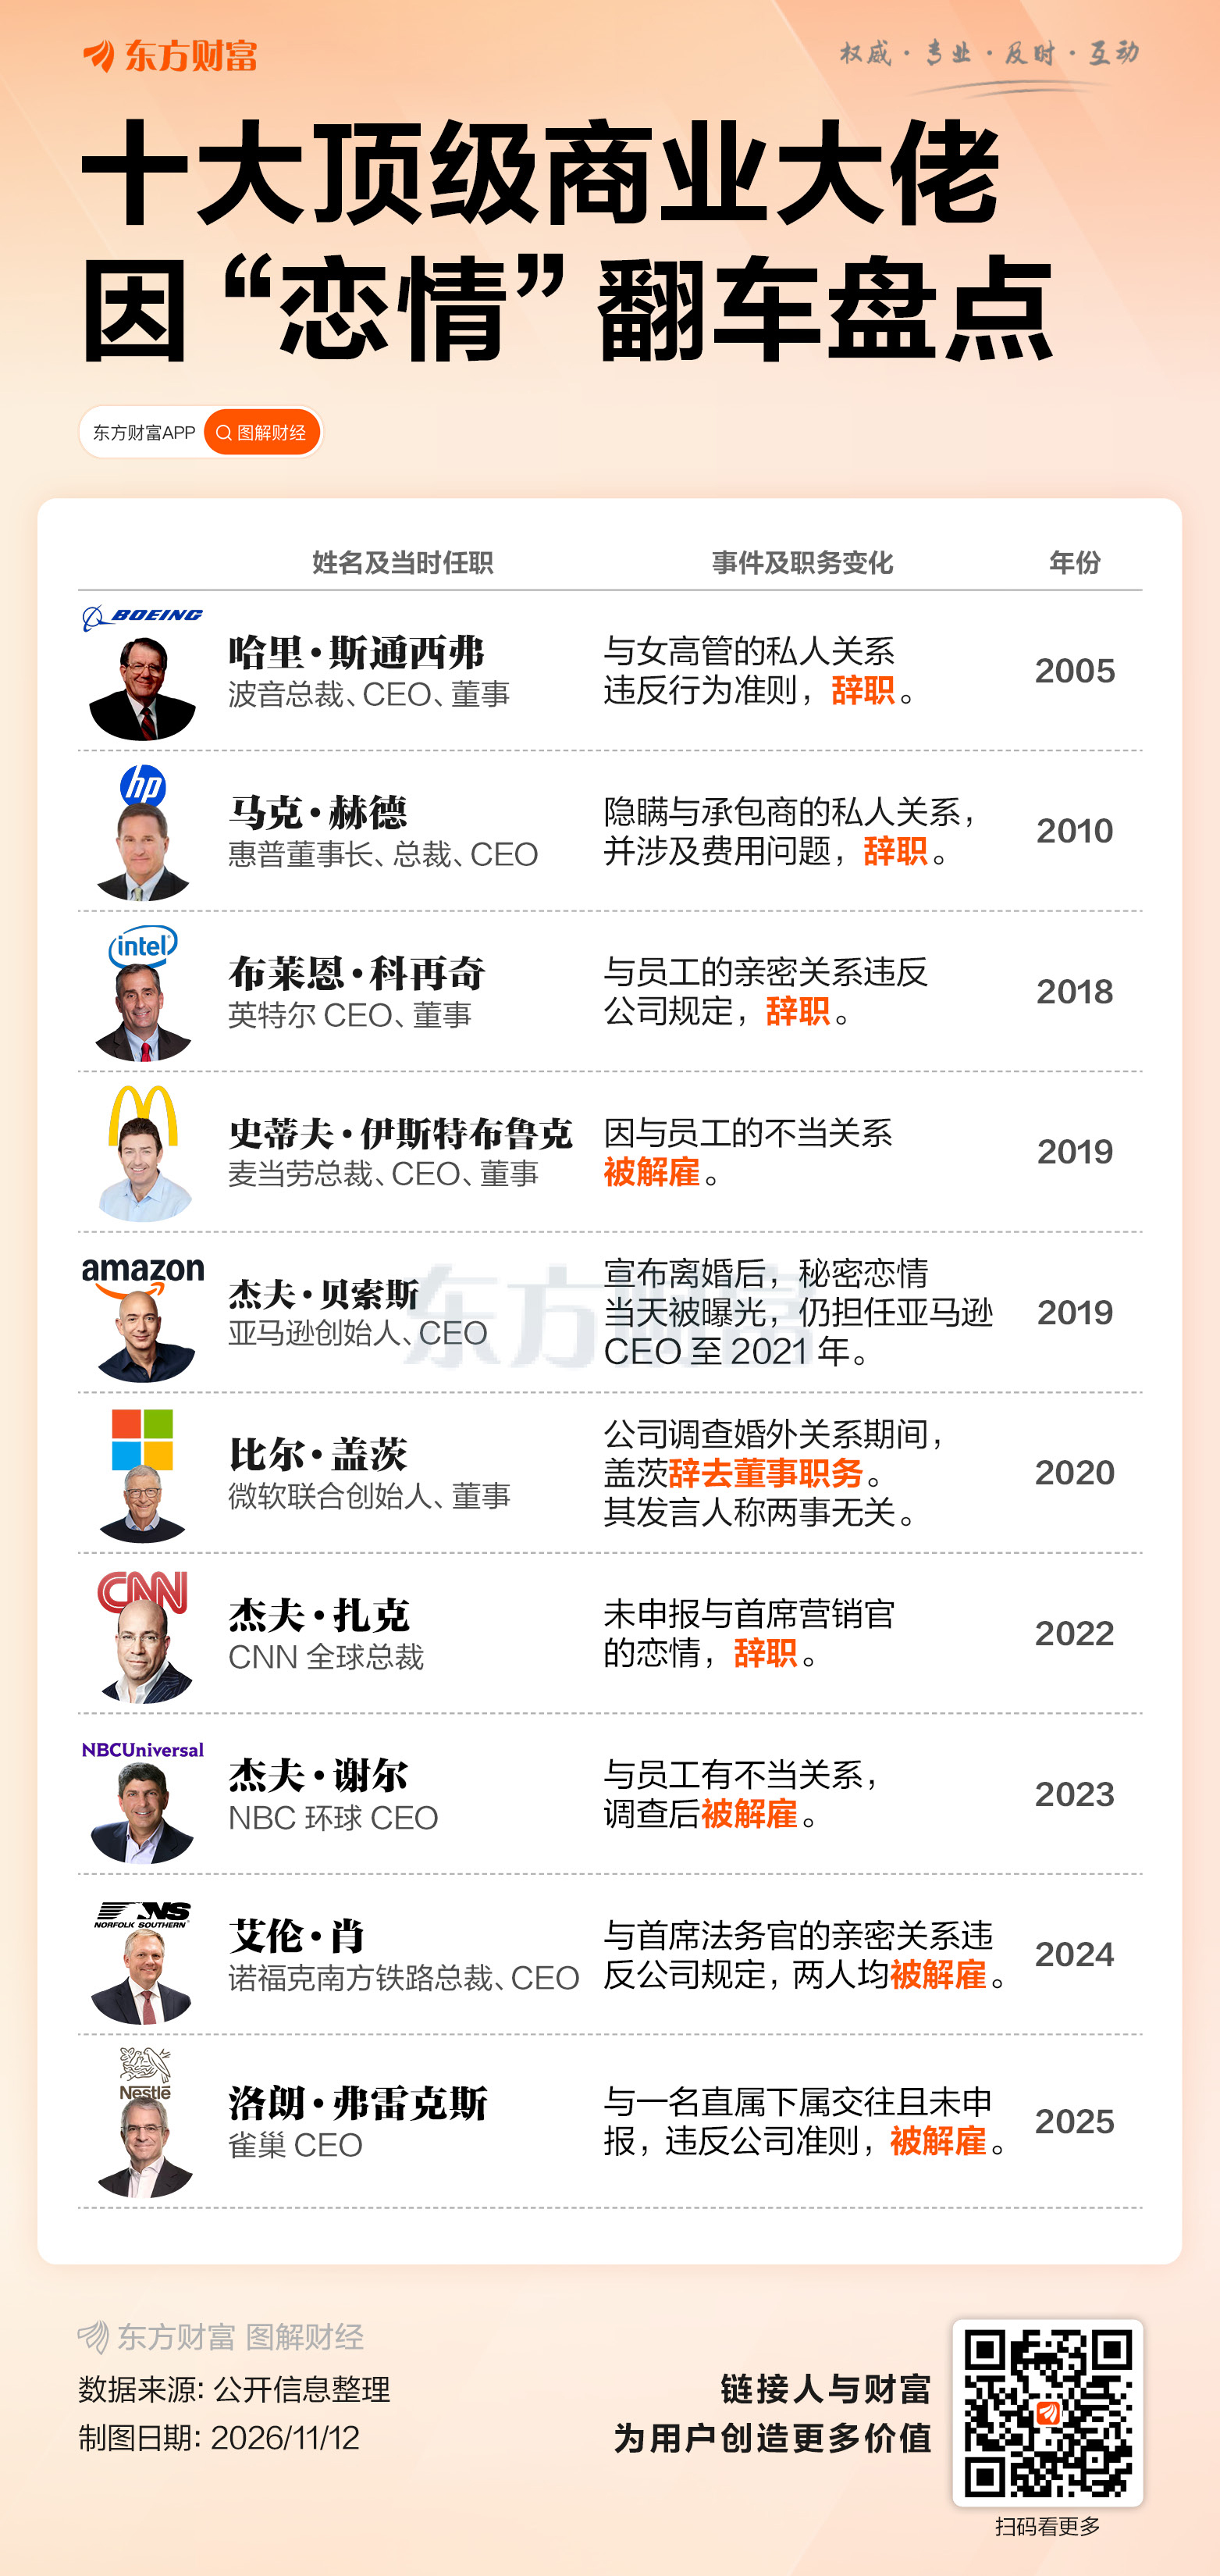 东方财富
权威·专业·及时·互动
十大顶级商业大佬
因“恋情”翻车盘点
东方财富APP 图解财经
姓名及当时任职 事件及职务变化 年份
BOEING
哈里·斯通西弗
波音总裁、CEO、董事
与女高管的私人关系
违反行为准则，辞职。
2005
hp
马克·赫德
惠普董事长、总裁、CEO
隐瞒与承包商的私人关系，
并涉及费用问题，辞职。
2010
intel
布莱恩·科再奇
英特尔 CEO、董事
与员工的亲密关系违反
公司规定，辞职。
2018
史蒂夫·伊斯特布鲁克
麦当劳总裁、CEO、董事
因与员工的不当关系
被解雇。
2019
amazon
杰夫·贝索斯
亚马逊创始人、CEO
宣布离婚后，秘密恋情
当天被曝光，仍担任亚马逊
CEO 至 2021 年。
2019
东方财富
比尔·盖茨
微软联合创始人、董事
公司调查婚外关系期间，
盖茨辞去董事职务。
其发言人称两事无关。
2020
CNN
杰夫·扎克
CNN 全球总裁
未申报与首席营销官
的恋情，辞职。
2022
NBCUniversal
杰夫·谢尔
NBC 环球 CEO
与员工有不当关系，
调查后被解雇。
2023
NS
NORFOLK SOUTHERN
艾伦·肖
诺福克南方铁路总裁、CEO
与首席法务官的亲密关系违
反公司规定，两人均被解雇。
2024
Nestlé
洛朗·弗雷克斯
雀巢 CEO
与一名直属下属交往且未申
报，违反公司准则，被解雇。
2025
东方财富 图解财经
数据来源：公开信息整理
制图日期：2026/11/12
链接人与财富
为用户创造更多价值
扫码看更多